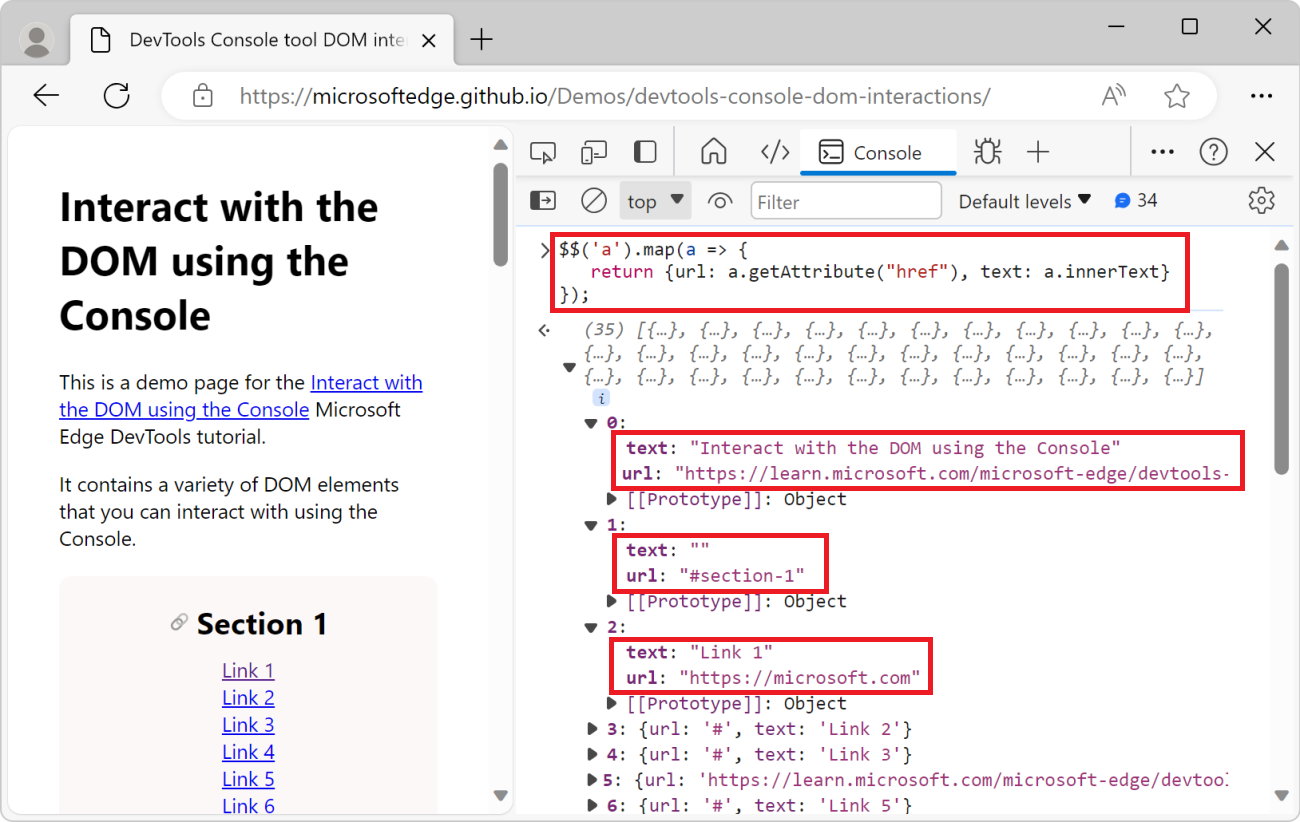 DevTools Console tool DOM inte
https://microsoftedge.github.io/Demos/devtools-console-dom-interactions/
Interact with the
DOM using the
Console
This is a demo page for the Interact with
the DOM using the Console Microsoft
Edge DevTools tutorial.
It contains a variety of DOM elements
that you can interact with using the
Console.
Section 1
Link 1
Link 2
Link 3
Link 4
Link 5
Link 6
Console
top
Filter
Default levels
34
$$('a').map(a => {
return {url: a.getAttribute("href"), text: a.innerText}
});
(35) [{…}, {…}, {…}, {…}, {…}, {…}, {…}, {…}, {…}, {…}, {…},
{…}, {…}, {…}, {…}, {…}, {…}, {…}, {…}, {…}, {…}, {…}, {…},
{…}, {…}, {…}, {…}, {…}, {…}, {…}, {…}, {…}, {…}, {…}, {…}]
i
0:
text: "Interact with the DOM using the Console"
url: "https://learn.microsoft.com/microsoft-edge/devtools-
[[Prototype]]: Object
1:
text: ""
url: "#section-1"
[[Prototype]]: Object
2:
text: "Link 1"
url: "https://microsoft.com"
[[Prototype]]: Object
3: {url: '#', text: 'Link 2'}
4: {url: '#', text: 'Link 3'}
5: {url: 'https://learn.microsoft.com/microsoft-edge/devtoo
6: {url: '#', text: 'Link 5'}